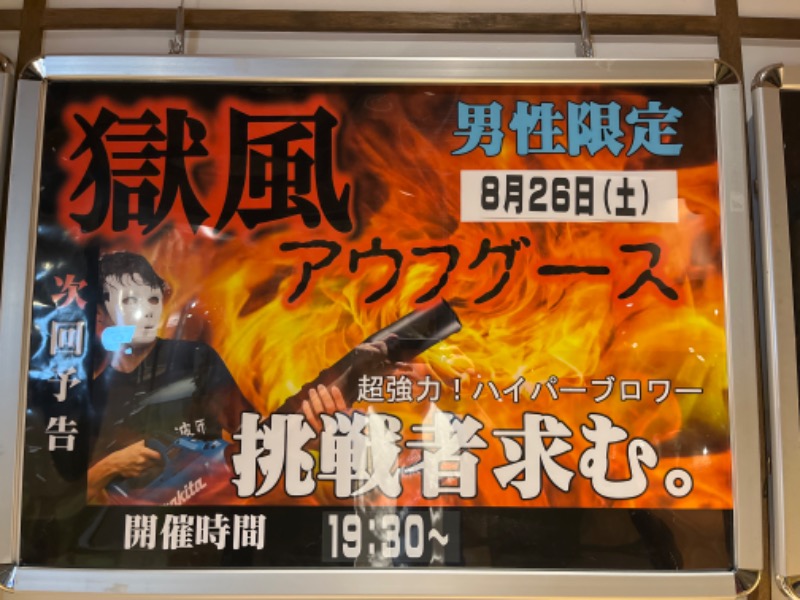 獄風
男性限定
8月26日(土)
アウフグース
次回予告
超強力!ハイパーブロワー
挑戦者求む。
makita
開催時間 19:30~